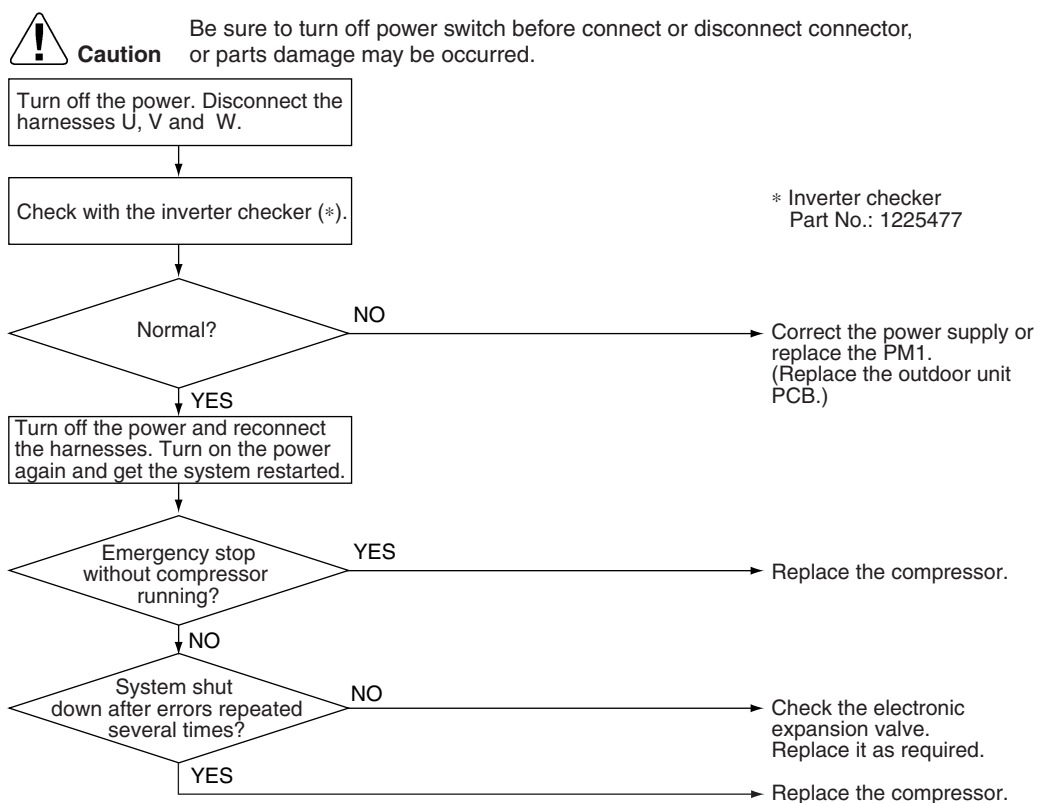 Be sure to turn off power switch before connect or disconnect connector,
Caution or parts damage may be occurred.
Turn off the power. Disconnect the
harnesses U, V and W.
Check with the inverter checker (*).
* Inverter checker
Part No.: 1225477
Normal?
NO
Correct the power supply or
replace the PM1.
(Replace the outdoor unit
PCB.)
YES
Turn off the power and reconnect
the harnesses. Turn on the power
again and get the system restarted.
Emergency stop
without compressor
running?
YES
Replace the compressor.
NO
System shut
down after errors repeated
several times?
NO
Check the electronic
expansion valve.
Replace it as required.
YES
Replace the compressor.